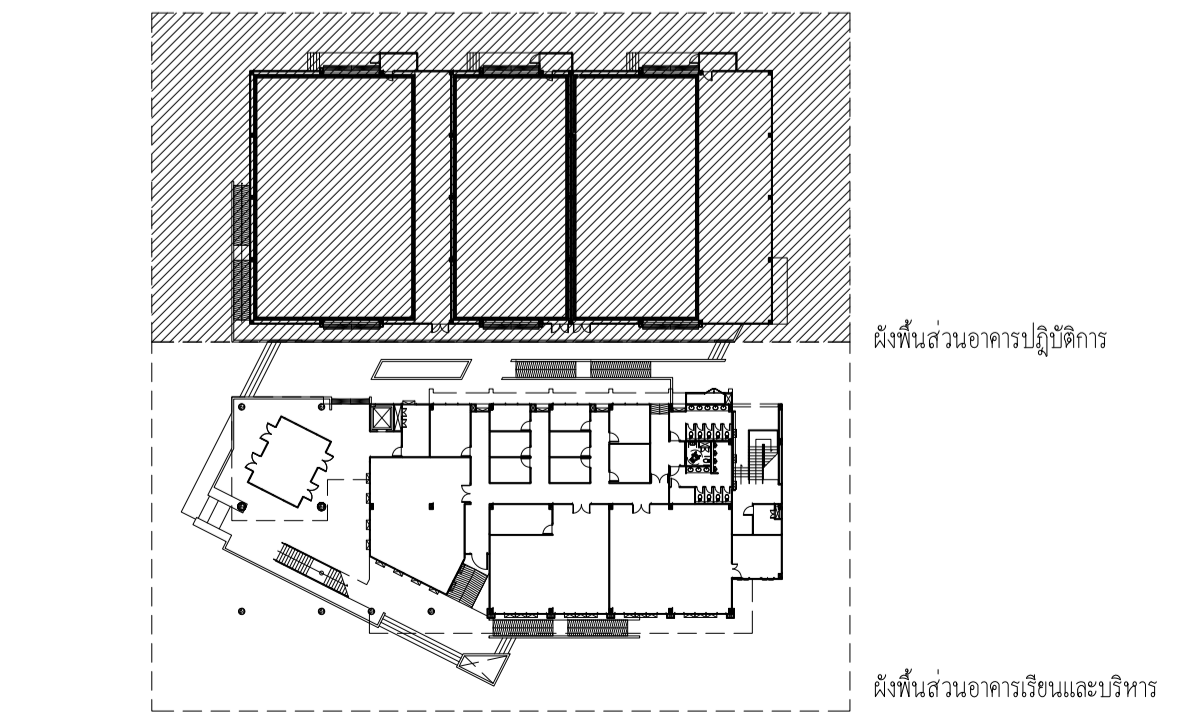 ผังพื้นส่วนอาคารปฎิบัติการ
ผังพื้นส่วนอาคารเรียนและบริหาร